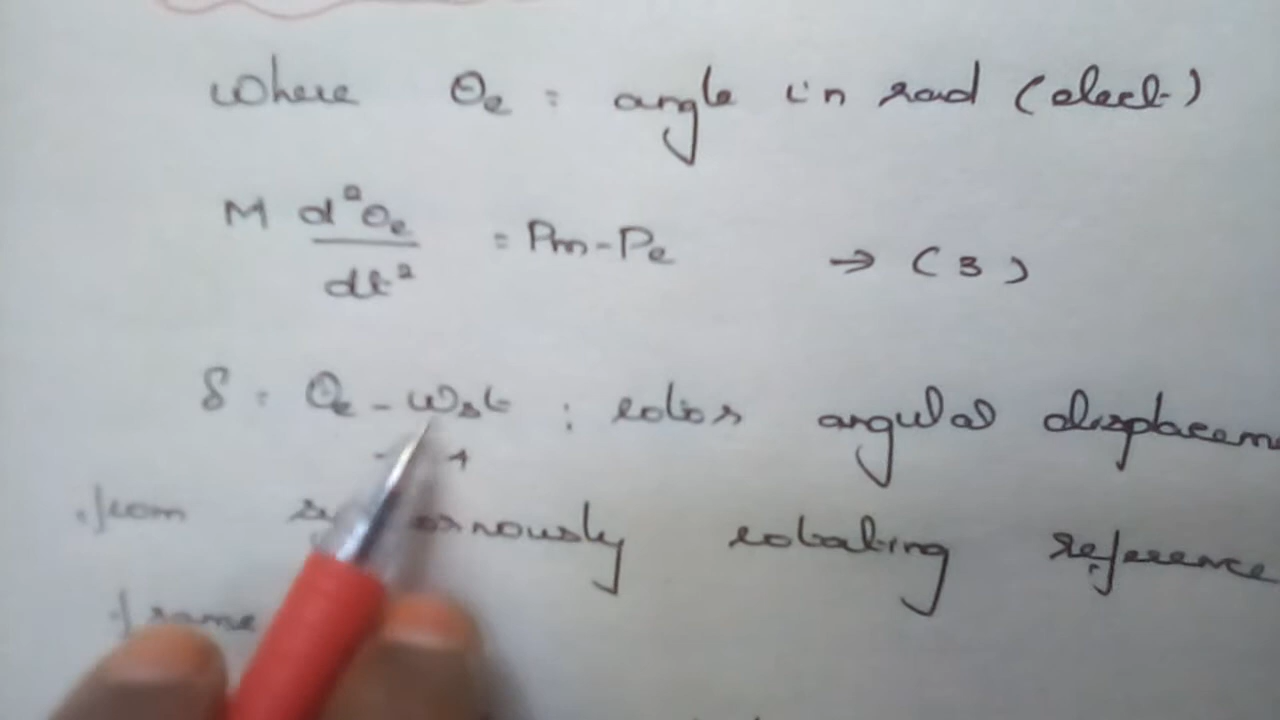 where θe = angle in rad (elect.)
M d²θe/dt² = Pm - Pe → (3)
δ = θe - ωst : rotor angular displacem
from rotating reference
frame